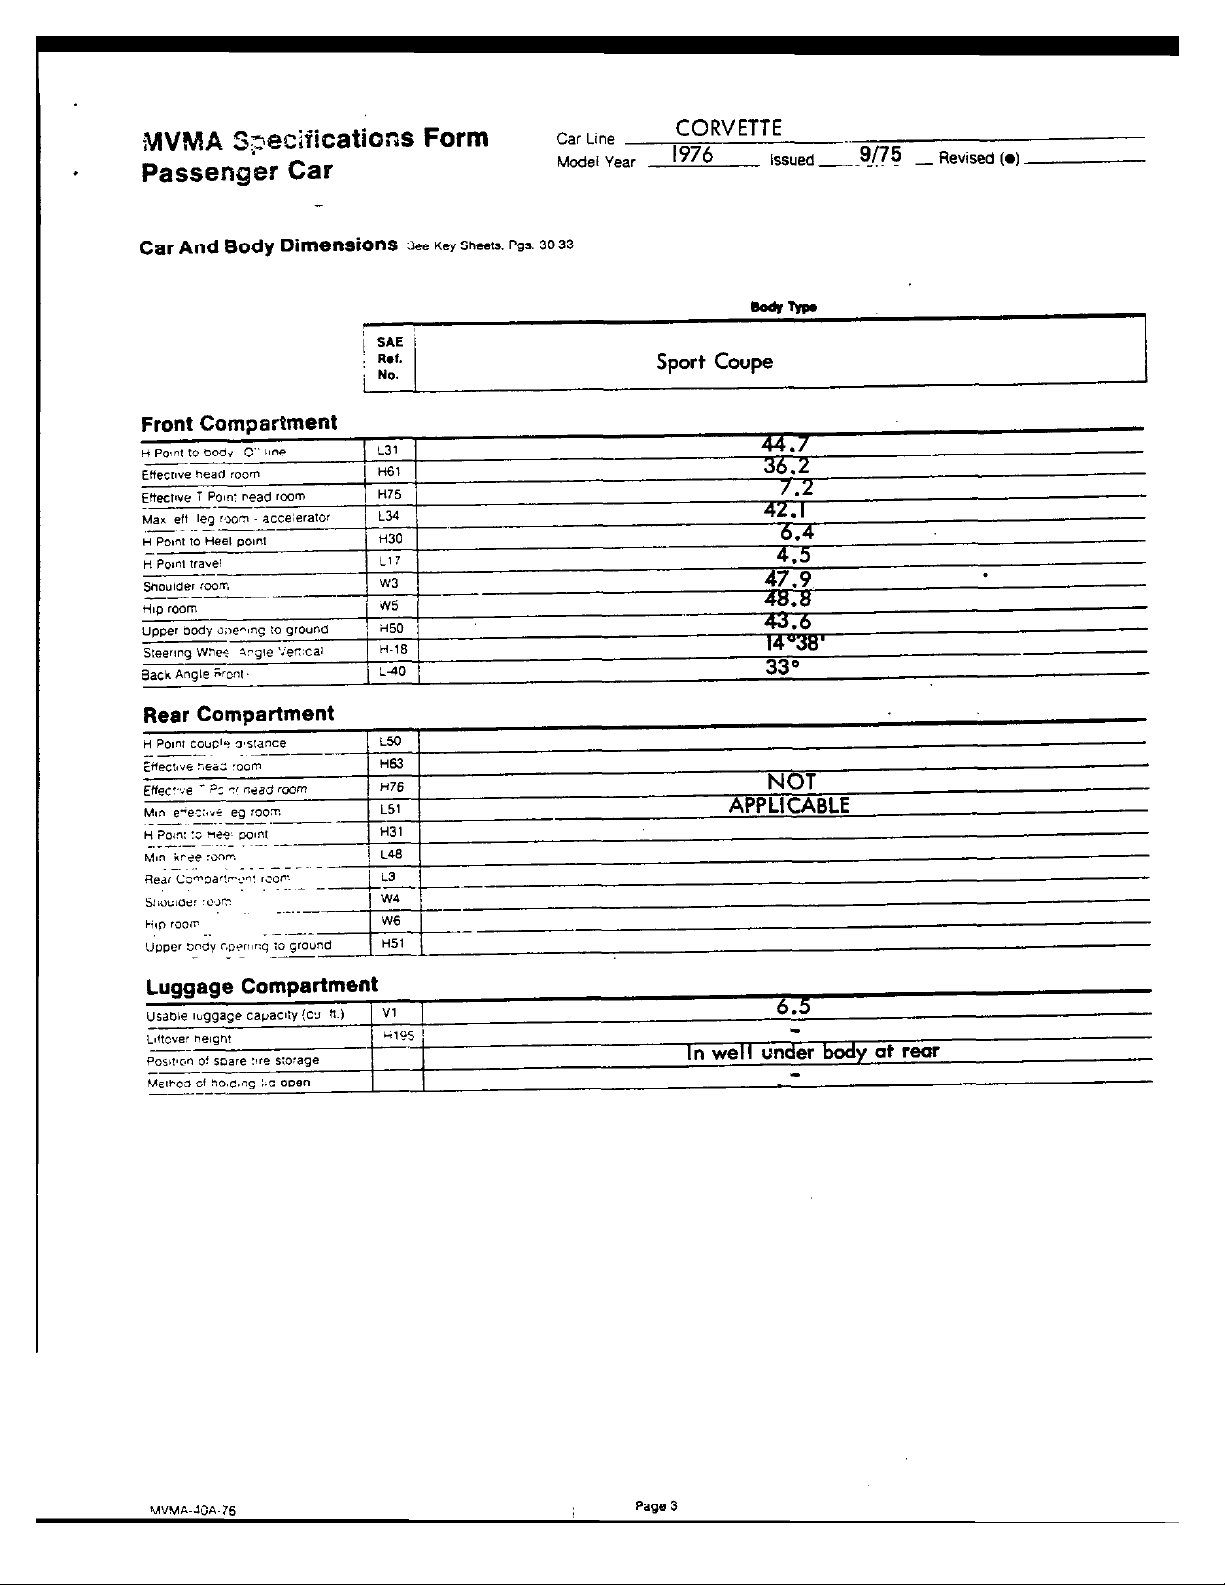 MVMA Specifications Form
Passenger Car
Car Line CORVETTE
Model Year 1976 Issued 9/75 Revised (●)
Car And Body Dimensions See Key Sheets. Pgs. 30 33
Body Type
SAE Ref. No. Sport Coupe
Front Compartment
H Point to body "O" line L31 44.7
Effective head room H61 36.2
Effective T Point head room H75 7.2
Max eff leg room - accelerator L34 42.1
H Point to Heel point H30 6.4
H Point travel L17 4.5
Shoulder room W3 47.9
Hip room W5 48.8
Upper body opening to ground H50 43.6
Steering Wheel Angle Vertical H-18 14°38'
Back Angle Front L-40 33°
Rear Compartment
H Point couple distance L50
Effective head room H63
Effective T Point head room H76 NOT
Min effective leg room L51 APPLICABLE
H Point to Heel point H31
Min knee room L48
Rear Compartment room L3
Shoulder room W4
Hip room W6
Upper body opening to ground H51
Luggage Compartment
Usable luggage capacity (cu ft.) V1 6.5
Liftover height H195 -
Position of spare tire storage In well under body at rear
Method of holding lid open -
MVMA-40A-76 Page 3